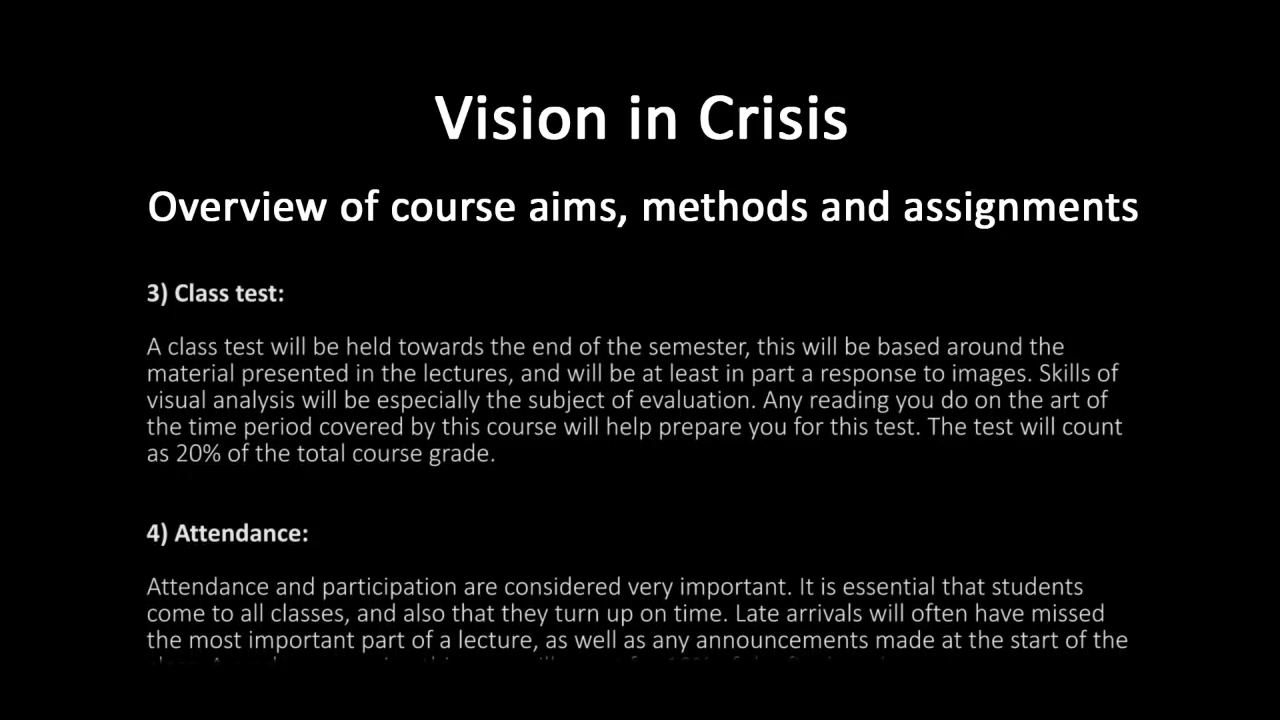 Vision in Crisis
Overview of course aims, methods and assignments
3) Class test:
A class test will be held towards the end of the semester, this will be based around the
material presented in the lectures, and will be at least in part a response to images. Skills of
visual analysis will be especially the subject of evaluation. Any reading you do on the art of
the time period covered by this course will help prepare you for this test. The test will count
as 20% of the total course grade.
4) Attendance:
Attendance and participation are considered very important. It is essential that students
come to all classes, and also that they turn up on time. Late arrivals will often have missed
the most important part of a lecture, as well as any announcements made at the start of the